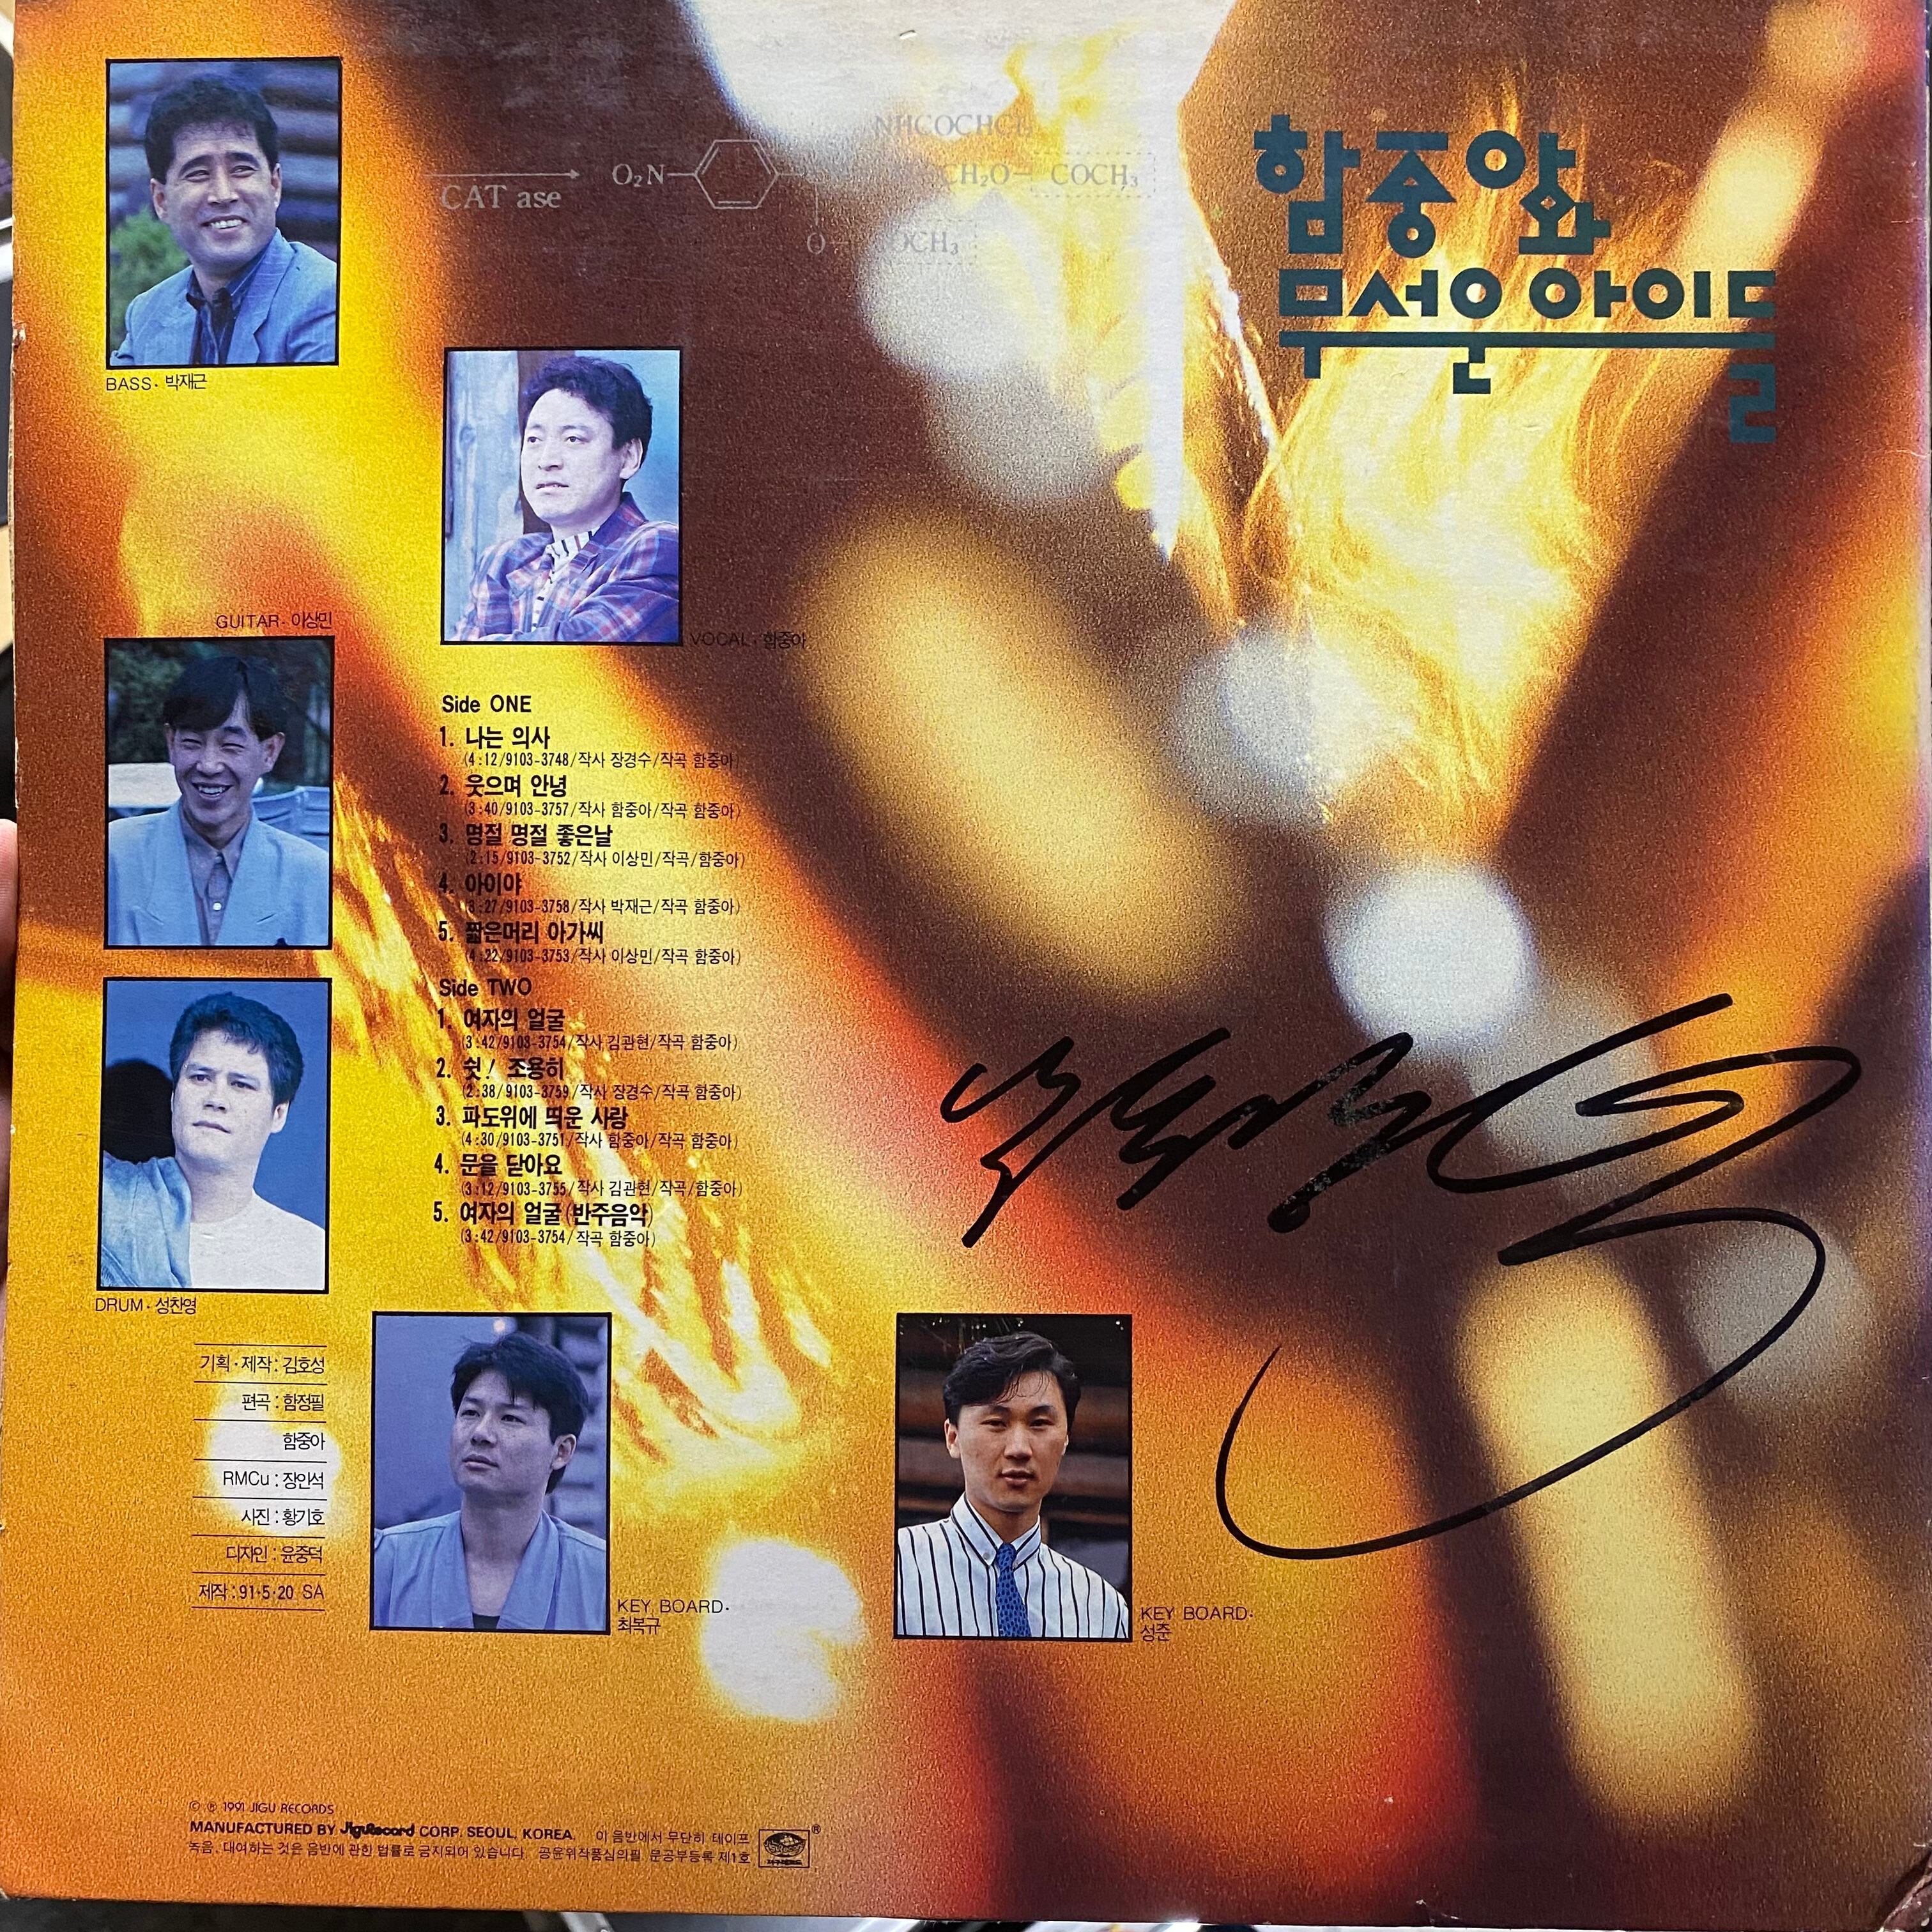 함중아와
무서운아이들
NHCOCHCl₂
CAT ase
O₂N
CH₂O- COCH₃
O
COCH₃
BASS · 박재근
VOCAL · 함중아
GUITAR · 이상민
Side ONE
1. 나는 의사
(4:12/9103-3748/작사 장경수/작곡 함중아)
2. 웃으며 안녕
(3:40/9103-3757/작사 함중아/작곡 함중아)
3. 명절 명절 좋은날
(2:15/9103-3752/작사 이상민/작곡/함중아)
4. 아이야
(3:27/9103-3758/작사 박재근/작곡 함중아)
5. 짧은머리 아가씨
(4:22/9103-3753/작사 이상민/작곡 함중아)
Side TWO
1. 여자의 얼굴
(3:42/9103-3754/작사 김관현/작곡 함중아)
2. 쉿! 조용히
(2:38/9103-3759/작사 장경수/작곡 함중아)
3. 파도위에 띄운 사랑
(4:30/9103-3751/작사 함중아/작곡 함중아)
4. 문을 닫아요
(3:12/9103-3755/작사 김관현/작곡/함중아)
5. 여자의 얼굴 (반주음악)
(3:42/9103-3754/작곡 함중아)
DRUM · 성찬영
기획·제작 : 김호성
편곡 : 함정필
함중아
RMCu : 장인석
사진 : 황기호
디자인 : 윤중덕
제작 : 91·5·20 SA
KEY BOARD·
최복규
KEY BOARD·
성준
© ℗ 1991 JIGU RECORDS
MANUFACTURED BY JiguRecord CORP. SEOUL, KOREA. 이 음반에서 무단히 테이프
녹음, 대여하는 것은 음반에 관한 법률로 금지되어 있습니다. 공윤위작품심의필 문공부등록 제1호
®